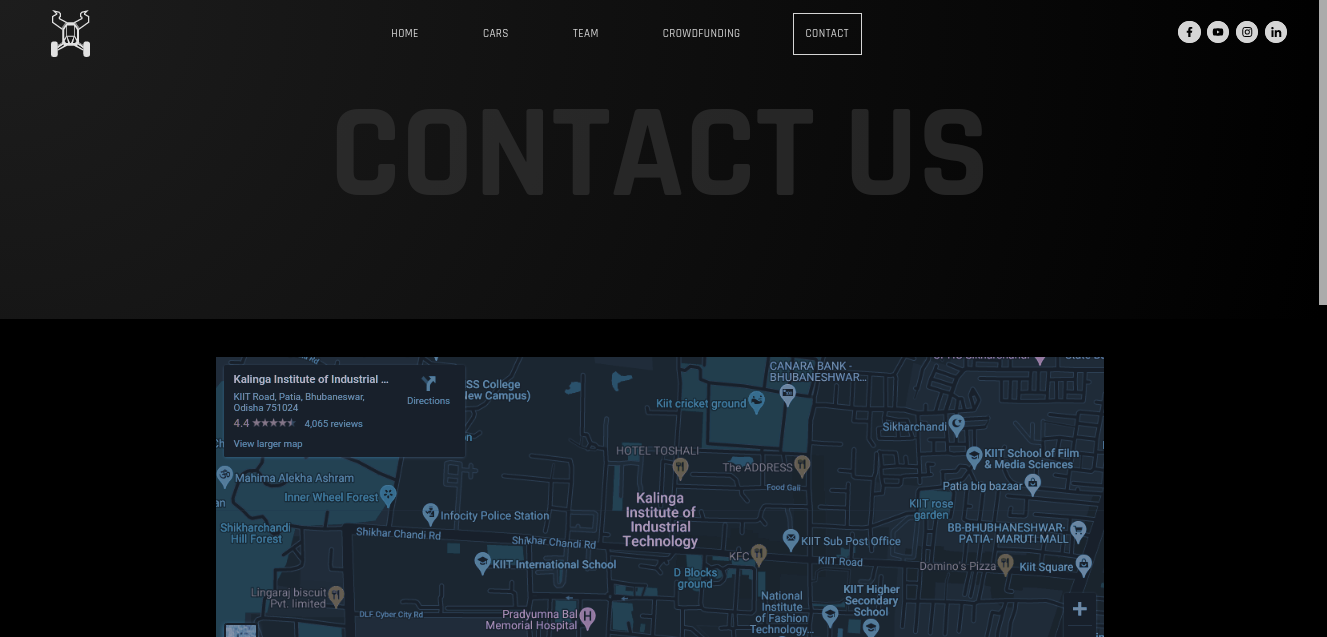 HOME
CARS
TEAM
CROWDFUNDING
CONTACT
CONTACT US
Kalinga Institute of Industrial ...
KIIT Road, Patia, Bhubaneswar,
Odisha 751024
4.4
4,065 reviews
View larger map
Directions
CANARA BANK -
BHUBANESHWAR...
Kiit cricket ground
Sikharchandi
HOTEL TOSHALI
The ADDRESS
Food Gali
KIIT School of Film
& Media Sciences
Patia big bazaar
Mahima Alekha Ashram
Inner Wheel Forest
Infocity Police Station
Kalinga
Institute of
Industrial
Technology
KIIT rose
garden
BB-BHUBHANESHWAR-
PATIA- MARUTI MALL
Shikharchandi
Hill Forest
Shikhar Chandi Rd
Shikhar Chandi Rd
KIIT Sub Post Office
KFC
KIIT Road
Domino's Pizza
Kiit Square
KIIT International School
D Blocks
ground
Lingaraj biscuit
Pvt. limited
DLF Cyber City Rd
Pradyumna Bal
Memorial Hospital
National
Institute
of Fashion
Technology...
KIIT Higher
Secondary
School
+